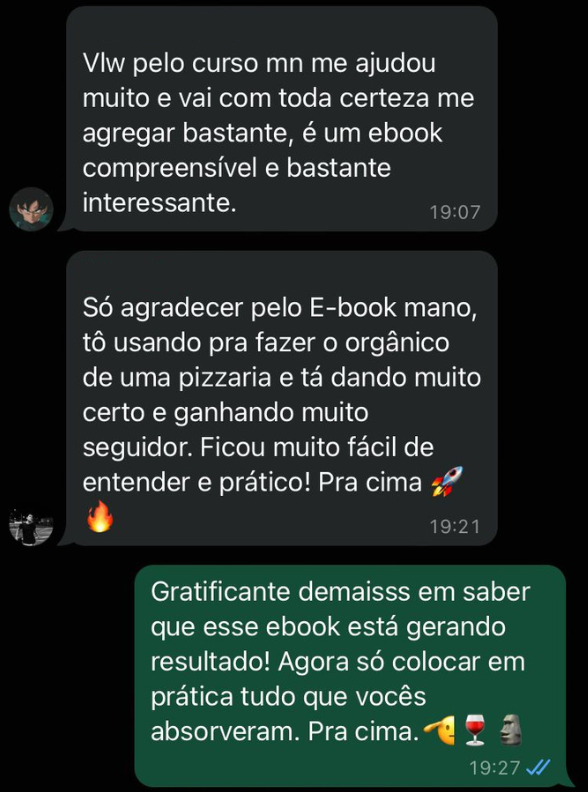 Vlw pelo curso mn me ajudou
muito e vai com toda certeza me
agregar bastante, é um ebook
compreensível e bastante
interessante.
19:07
Só agradecer pelo E-book mano,
tô usando pra fazer o orgânico
de uma pizzaria e tá dando muito
certo e ganhando muito
seguidor. Ficou muito fácil de
entender e prático! Pra cima 🚀
🔥
19:21
Gratificante demaisss em saber
que esse ebook está gerando
resultado! Agora só colocar em
prática tudo que vocês
absorveram. Pra cima. 🫡🍷🗿
19:27